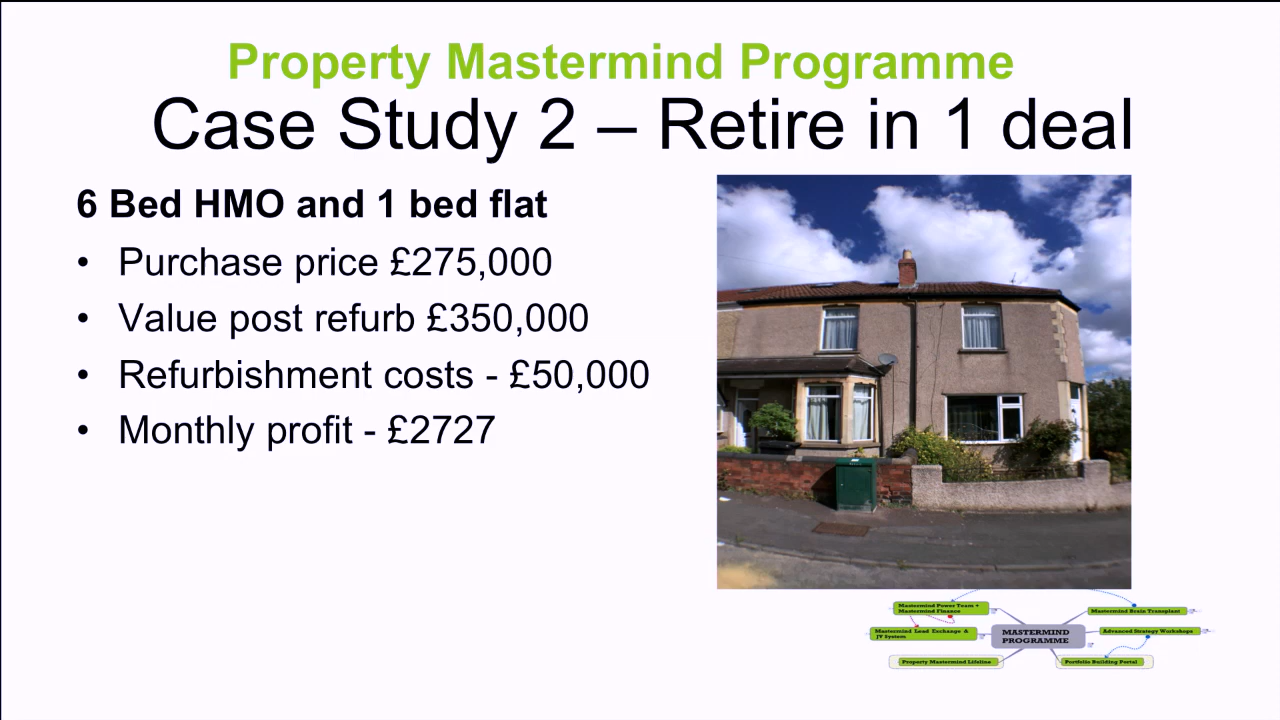 Property Mastermind Programme
Case Study 2 – Retire in 1 deal
6 Bed HMO and 1 bed flat
• Purchase price £275,000
• Value post refurb £350,000
• Refurbishment costs - £50,000
• Monthly profit - £2727
Mastermind Power Team +
Mastermind Finance
Mastermind Brain Transplant
Mastermind Lead Exchange &
JV System
MASTERMIND
PROGRAMME
Advanced Strategy Workshops
Property Mastermind Lifeline
Portfolio Building Portal